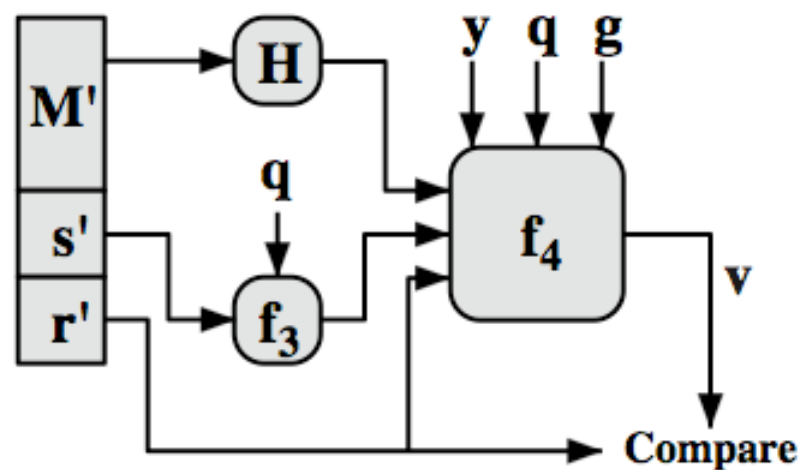 y q g
M' H
q
s' f₄
v
r' f₃
Compare